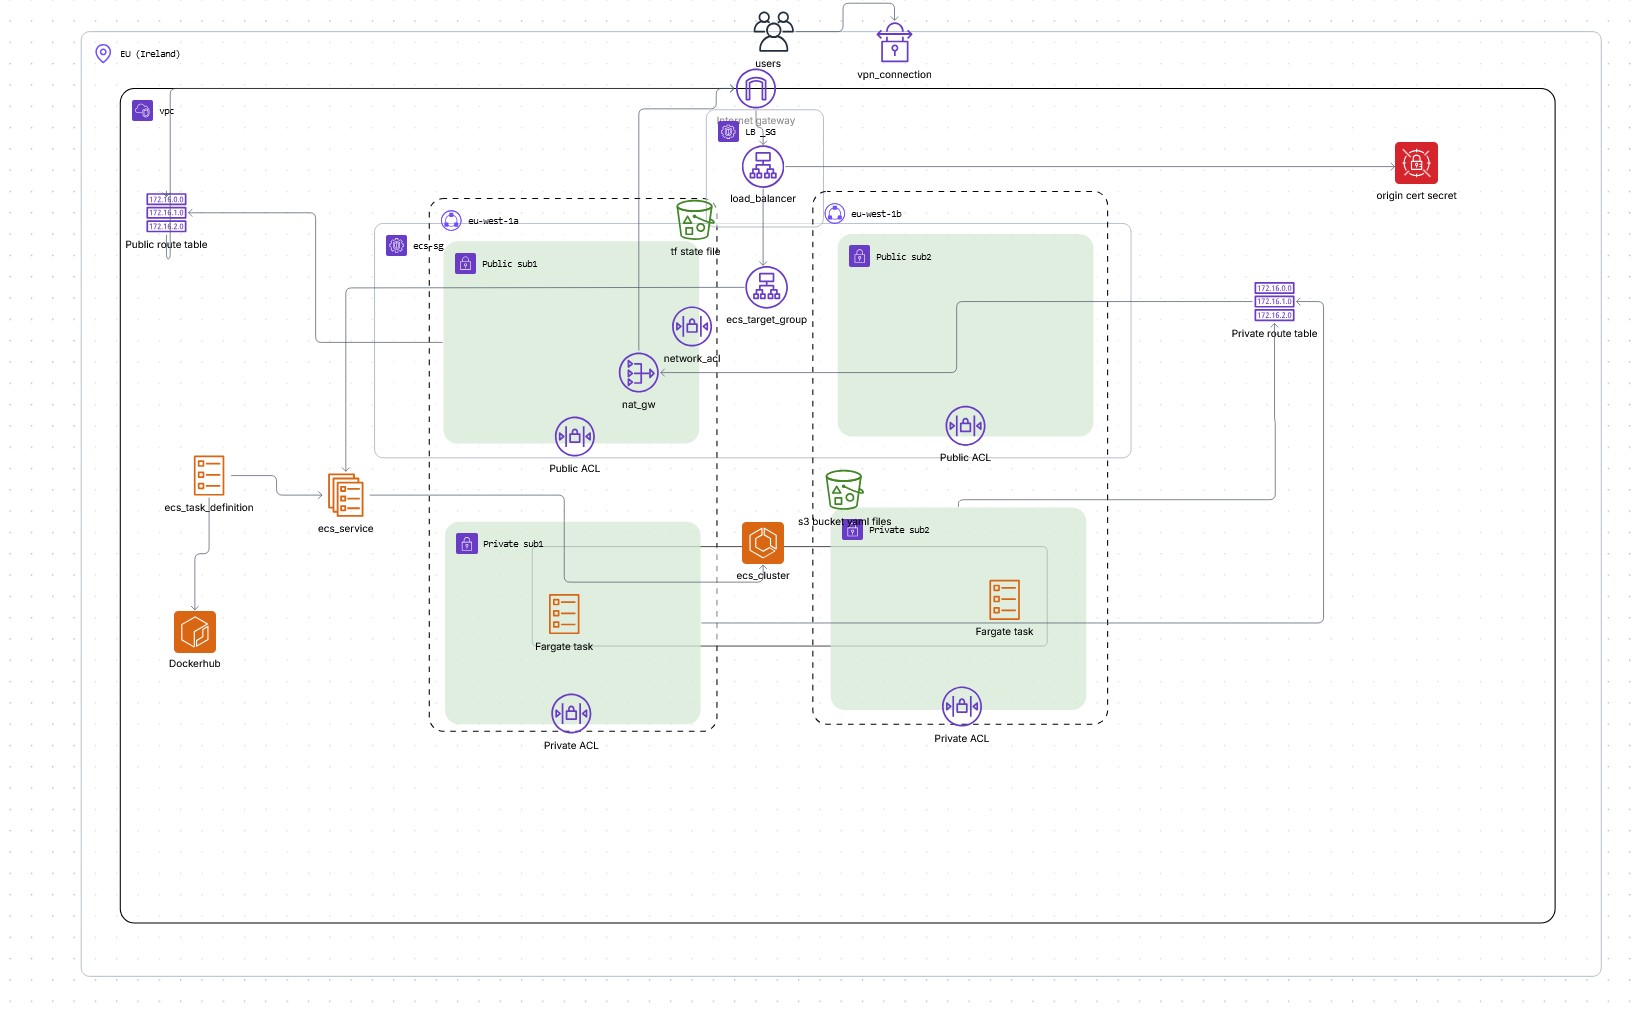 users
vpn_connection
EU (Ireland)
vpc
Internet gateway
LB _SG
load_balancer
origin cert secret
172.16.0.0
172.16.1.0
172.16.2.0
Public route table
eu-west-1a
eu-west-1b
ecs-sg
tf state file
Public sub1
Public sub2
ecs_target_group
172.16.0.0
172.16.1.0
172.16.2.0
Private route table
network_acl
nat_gw
Public ACL
Public ACL
ecs_task_definition
ecs_service
s3 bucket yaml files
Private sub1
Private sub2
ecs_cluster
Fargate task
Fargate task
Dockerhub
Private ACL
Private ACL